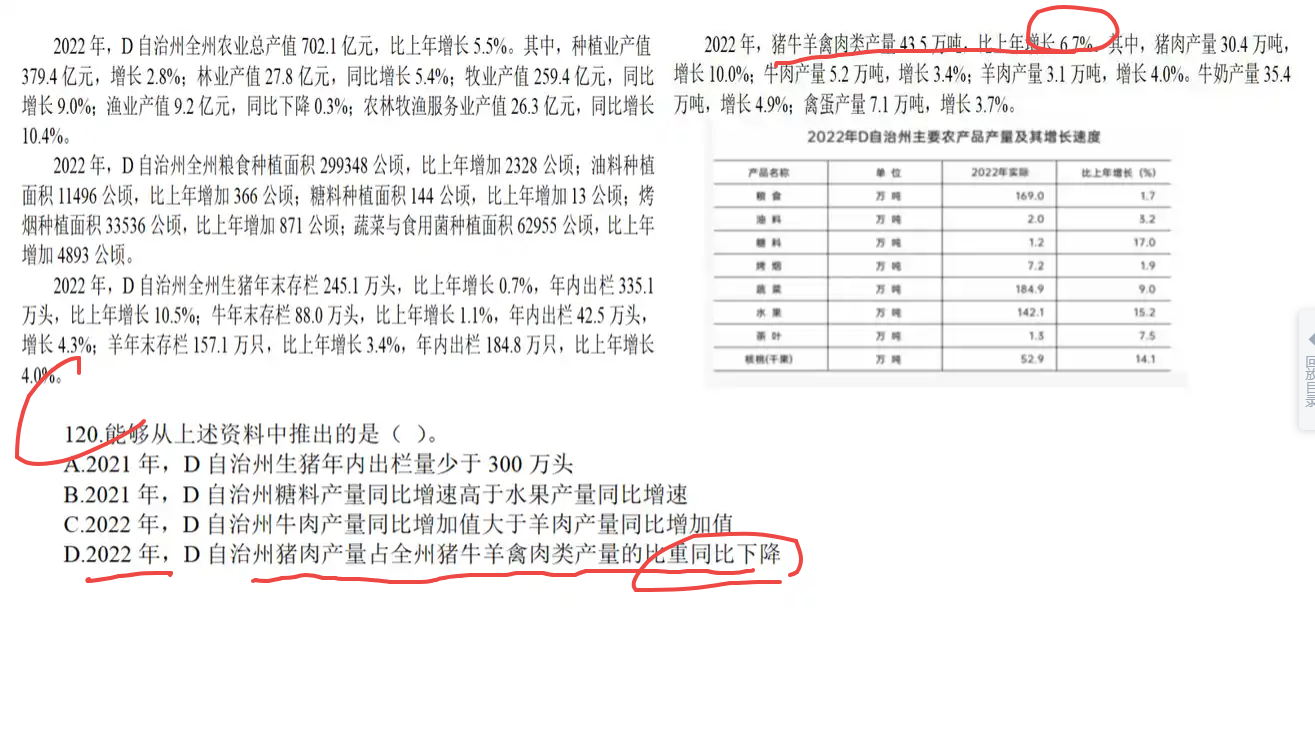 2022 年，D 自治州全州农业总产值 702.1 亿元，比上年增长 5.5%。其中，种植业产值
379.4 亿元，增长 2.8%；林业产值 27.8 亿元，同比增长 5.4%；牧业产值 259.4 亿元，同比
增长 9.0%；渔业产值 9.2 亿元，同比下降 0.3%；农林牧渔服务业产值 26.3 亿元，同比增长
10.4%。
2022 年，D 自治州全州粮食种植面积 299348 公顷，比上年增加 2328 公顷；油料种植
面积 11496 公顷，比上年增加 366 公顷；糖料种植面积 144 公顷，比上年增加 13 公顷；烤
烟种植面积 33536 公顷，比上年增加 871 公顷；蔬菜与食用菌种植面积 62955 公顷，比上年
增加 4893 公顷。
2022 年，D 自治州全州生猪年末存栏 245.1 万头，比上年增长 0.7%，年内出栏 335.1
万头，比上年增长 10.5%；牛年末存栏 88.0 万头，比上年增长 1.1%，年内出栏 42.5 万头，
增长 4.3%；羊年末存栏 157.1 万只，比上年增长 3.4%，年内出栏 184.8 万只，比上年增长
4.0%。
2022 年，猪牛羊禽肉类产量 43.5 万吨，比上年增长 6.7%。其中，猪肉产量 30.4 万吨，
增长 10.0%；牛肉产量 5.2 万吨，增长 3.4%；羊肉产量 3.1 万吨，增长 4.0%。牛奶产量 35.4
万吨，增长 4.9%；禽蛋产量 7.1 万吨，增长 3.7%。
2022年D自治州主要农产品产量及其增长速度
产品名称 单 位 2022年实际 比上年增长（%）
粮 食 万 吨 169.0 1.7
油 料 万 吨 2.0 3.2
糖 料 万 吨 1.2 17.0
烤 烟 万 吨 7.2 1.9
蔬 菜 万 吨 184.9 9.0
水 果 万 吨 142.1 15.2
茶 叶 万 吨 1.3 7.5
核桃(干果) 万 吨 52.9 14.1
120.能够从上述资料中推出的是（ ）。
A.2021 年，D 自治州生猪年内出栏量少于 300 万头
B.2021 年，D 自治州糖料产量同比增速高于水果产量同比增速
C.2022 年，D 自治州牛肉产量同比增加值大于羊肉产量同比增加值
D.2022 年，D 自治州猪肉产量占全州猪牛羊禽肉类产量的比重同比下降
回放目录